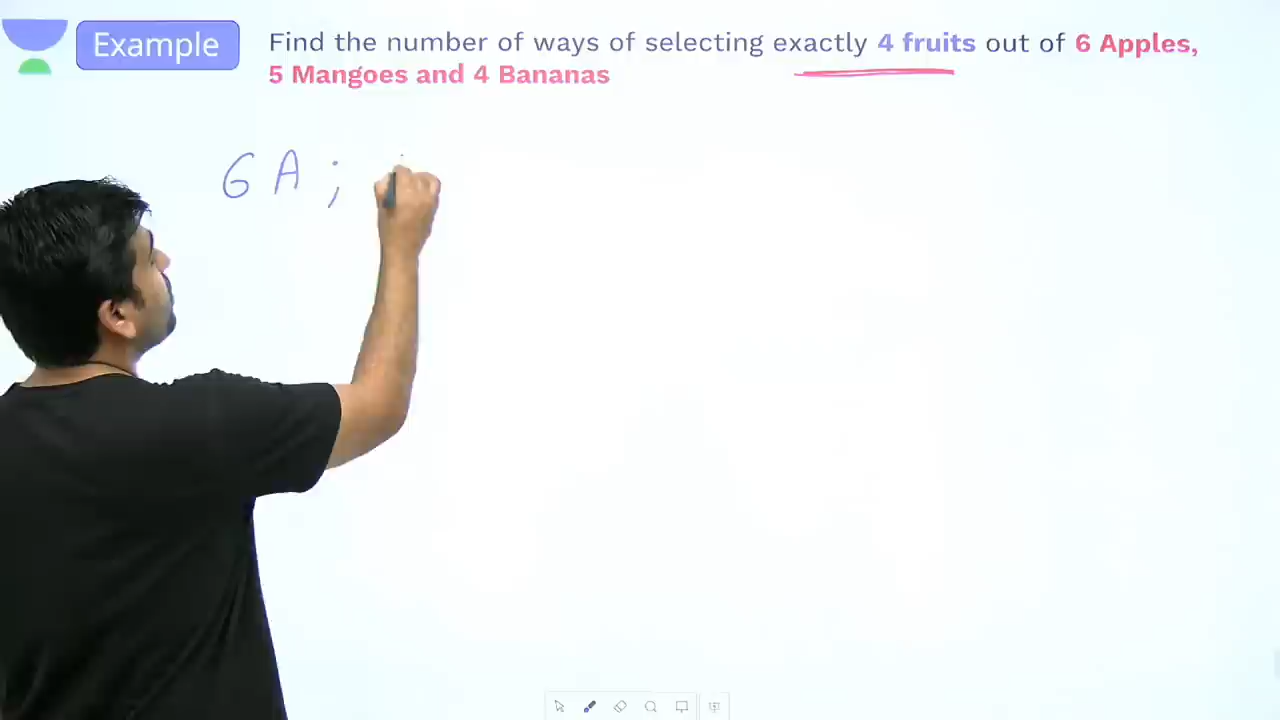 Example
Find the number of ways of selecting exactly 4 fruits out of 6 Apples,
5 Mangoes and 4 Bananas
6 A ;